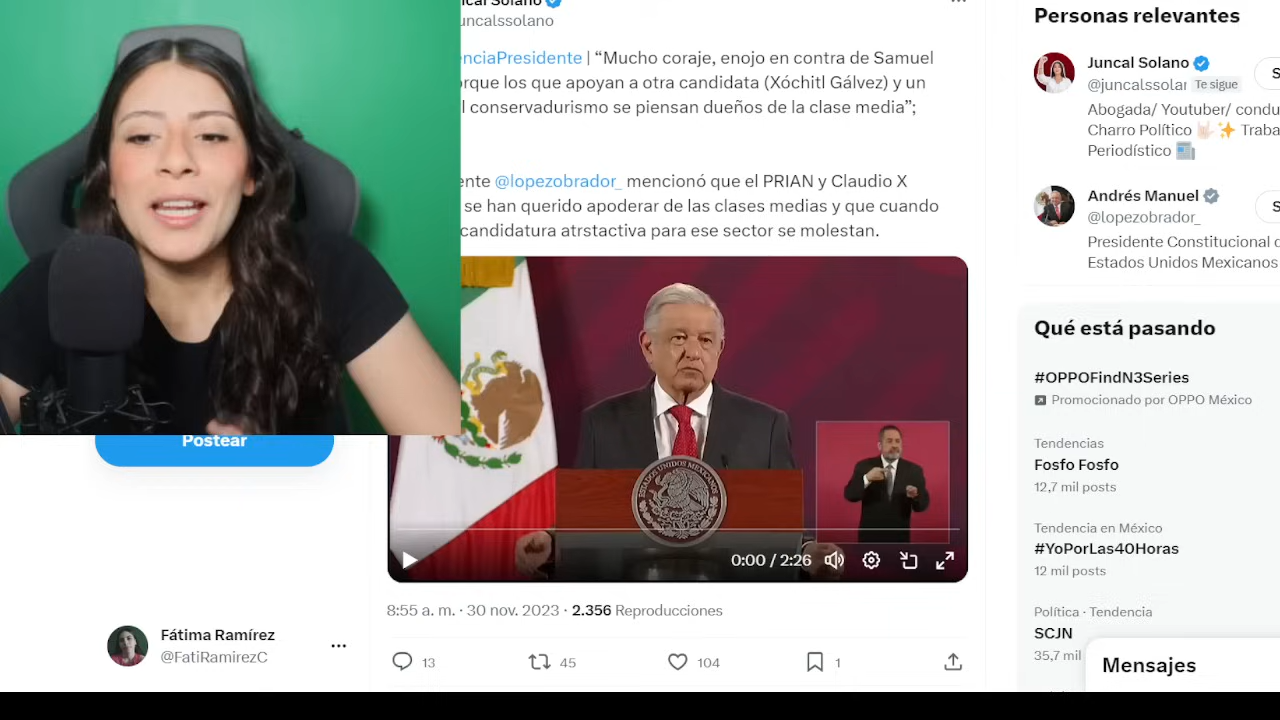 Solano
uncalssolano
enciaPresidente | “Mucho coraje, enojo en contra de Samuel
rque los que apoyan a otra candidata (Xóchitl Gálvez) y un
l conservadurismo se piensan dueños de la clase media”;
ente @lopezobrador_ mencionó que el PRIAN y Claudio X
se han querido apoderar de las clases medias y que cuando
candidatura atrstactiva para ese sector se molestan.
ESTADOS UNIDOS MEXICANOS
0:00 / 2:26
8:55 a. m. · 30 nov. 2023 · 2.356 Reproducciones
13
45
104
1
Postear
Fátima Ramírez
@FatiRamirezC
Personas relevantes
Juncal Solano
@juncalssolar Te sigue
S
Abogada/ Youtuber/ condu
Charro Político
Traba
Periodístico
Andrés Manuel
@lopezobrador_
S
Presidente Constitucional
Estados Unidos Mexicanos
Qué está pasando
#OPPOFindN3Series
Promocionado por OPPO México
Tendencias
Fosfo Fosfo
12,7 mil posts
Tendencia en México
#YoPorLas40Horas
12 mil posts
Política · Tendencia
SCJN
35,7 mil
Mensajes